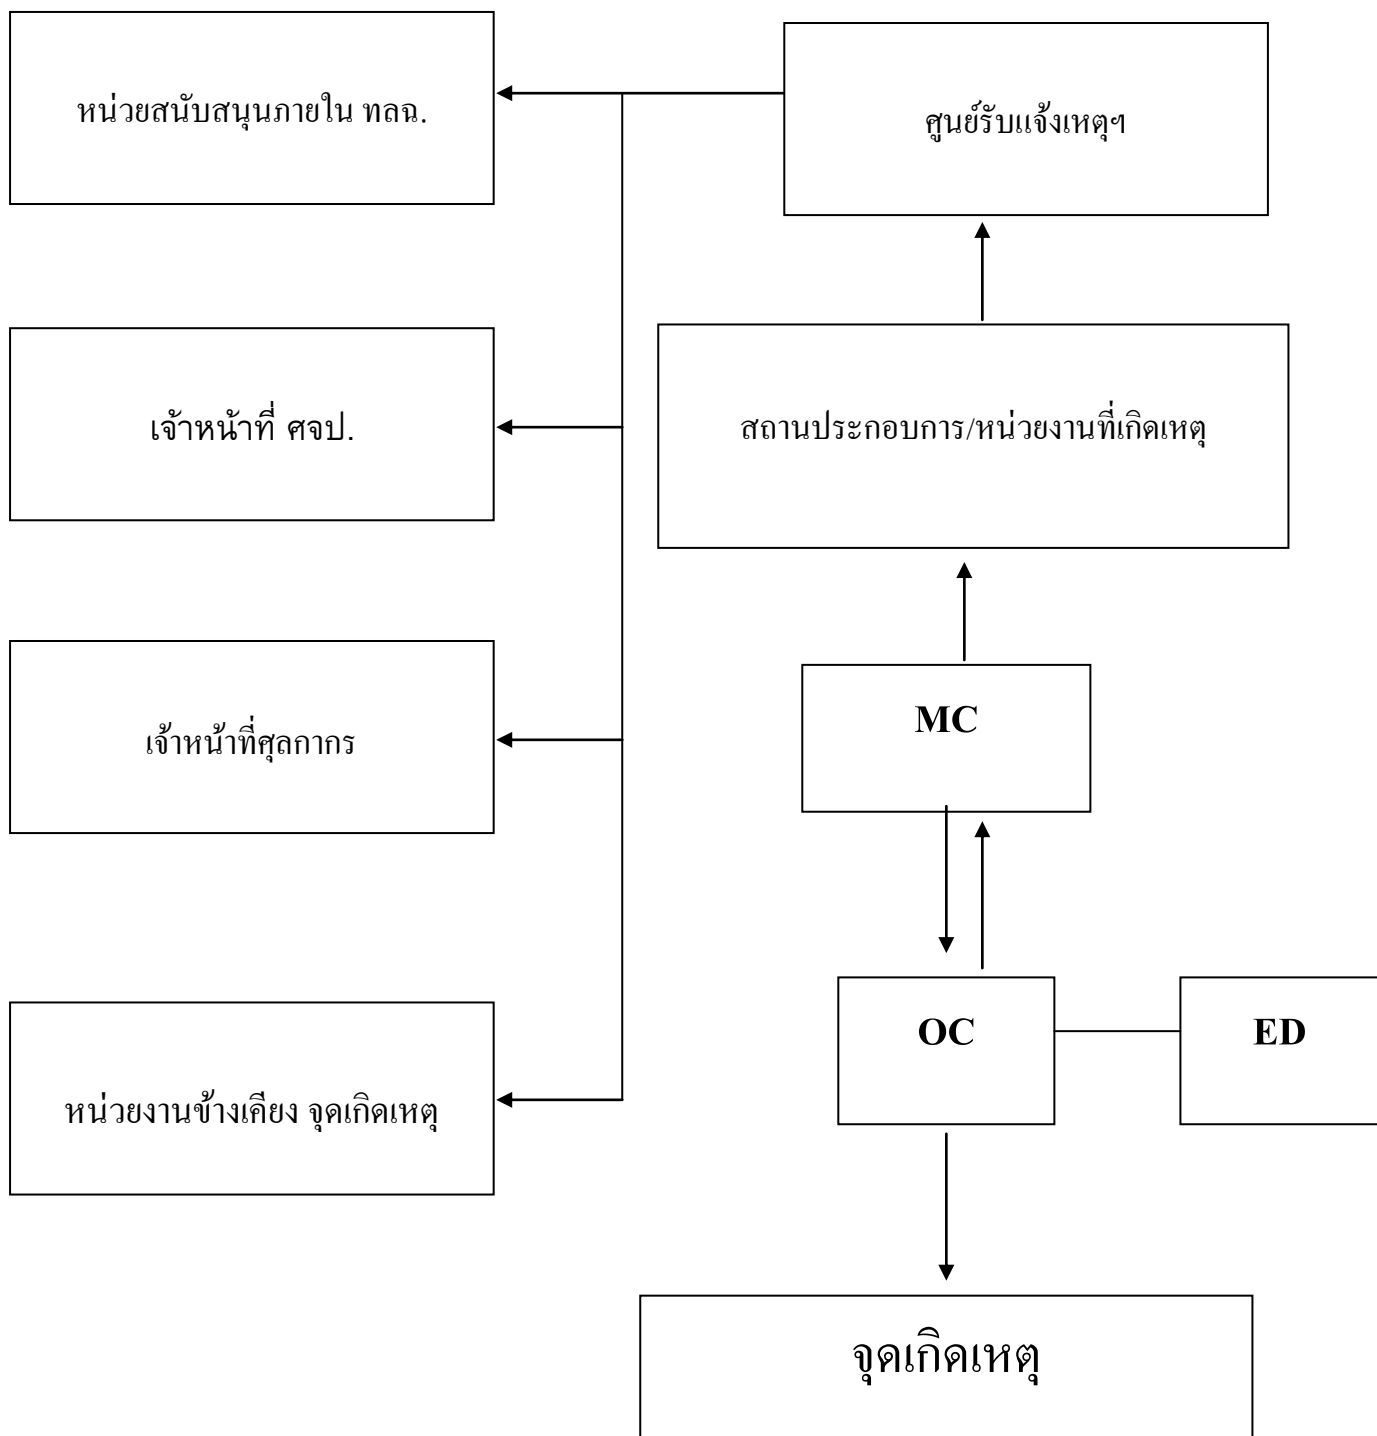 หน่วยสนับสนุนภายใน ทลฉ.
ศูนย์รับแจ้งเหตุฯ
เจ้าหน้าที่ ศจป.
สถานประกอบการ/หน่วยงานที่เกิดเหตุ
เจ้าหน้าที่ศุลกากร
MC
OC
ED
หน่วยงานข้างเคียง จุดเกิดเหตุ
จุดเกิดเหตุ